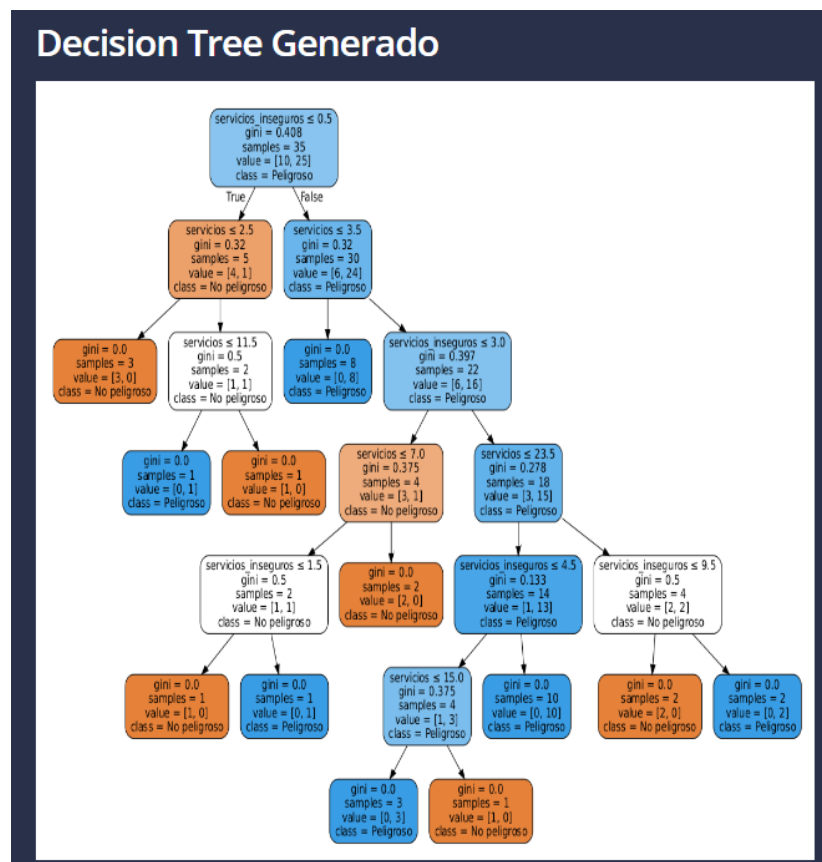 Decision Tree Generado
servicios_inseguros ≤ 0.5
gini = 0.408
samples = 35
value = [10, 25]
class = Peligroso
True
False
servicios ≤ 2.5
gini = 0.32
samples = 5
value = [4, 1]
class = No peligroso
servicios ≤ 3.5
gini = 0.32
samples = 30
value = [6, 24]
class = Peligroso
gini = 0.0
samples = 3
value = [3, 0]
class = No peligroso
servicios ≤ 11.5
gini = 0.5
samples = 2
value = [1, 1]
class = No peligroso
gini = 0.0
samples = 8
value = [0, 8]
class = Peligroso
servicios_inseguros ≤ 3.0
gini = 0.397
samples = 22
value = [6, 16]
class = Peligroso
gini = 0.0
samples = 1
value = [0, 1]
class = Peligroso
gini = 0.0
samples = 1
value = [1, 0]
class = No peligroso
servicios ≤ 7.0
gini = 0.375
samples = 4
value = [3, 1]
class = No peligroso
servicios ≤ 23.5
gini = 0.278
samples = 18
value = [3, 15]
class = Peligroso
servicios_inseguros ≤ 1.5
gini = 0.5
samples = 2
value = [1, 1]
class = No peligroso
gini = 0.0
samples = 2
value = [2, 0]
class = No peligroso
servicios_inseguros ≤ 4.5
gini = 0.133
samples = 14
value = [1, 13]
class = Peligroso
servicios_inseguros ≤ 9.5
gini = 0.5
samples = 4
value = [2, 2]
class = No peligroso
gini = 0.0
samples = 1
value = [1, 0]
class = No peligroso
gini = 0.0
samples = 1
value = [0, 1]
class = Peligroso
servicios ≤ 15.0
gini = 0.375
samples = 4
value = [1, 3]
class = Peligroso
gini = 0.0
samples = 10
value = [0, 10]
class = Peligroso
gini = 0.0
samples = 2
value = [2, 0]
class = No peligroso
gini = 0.0
samples = 2
value = [0, 2]
class = Peligroso
gini = 0.0
samples = 3
value = [0, 3]
class = Peligroso
gini = 0.0
samples = 1
value = [1, 0]
class = No peligroso